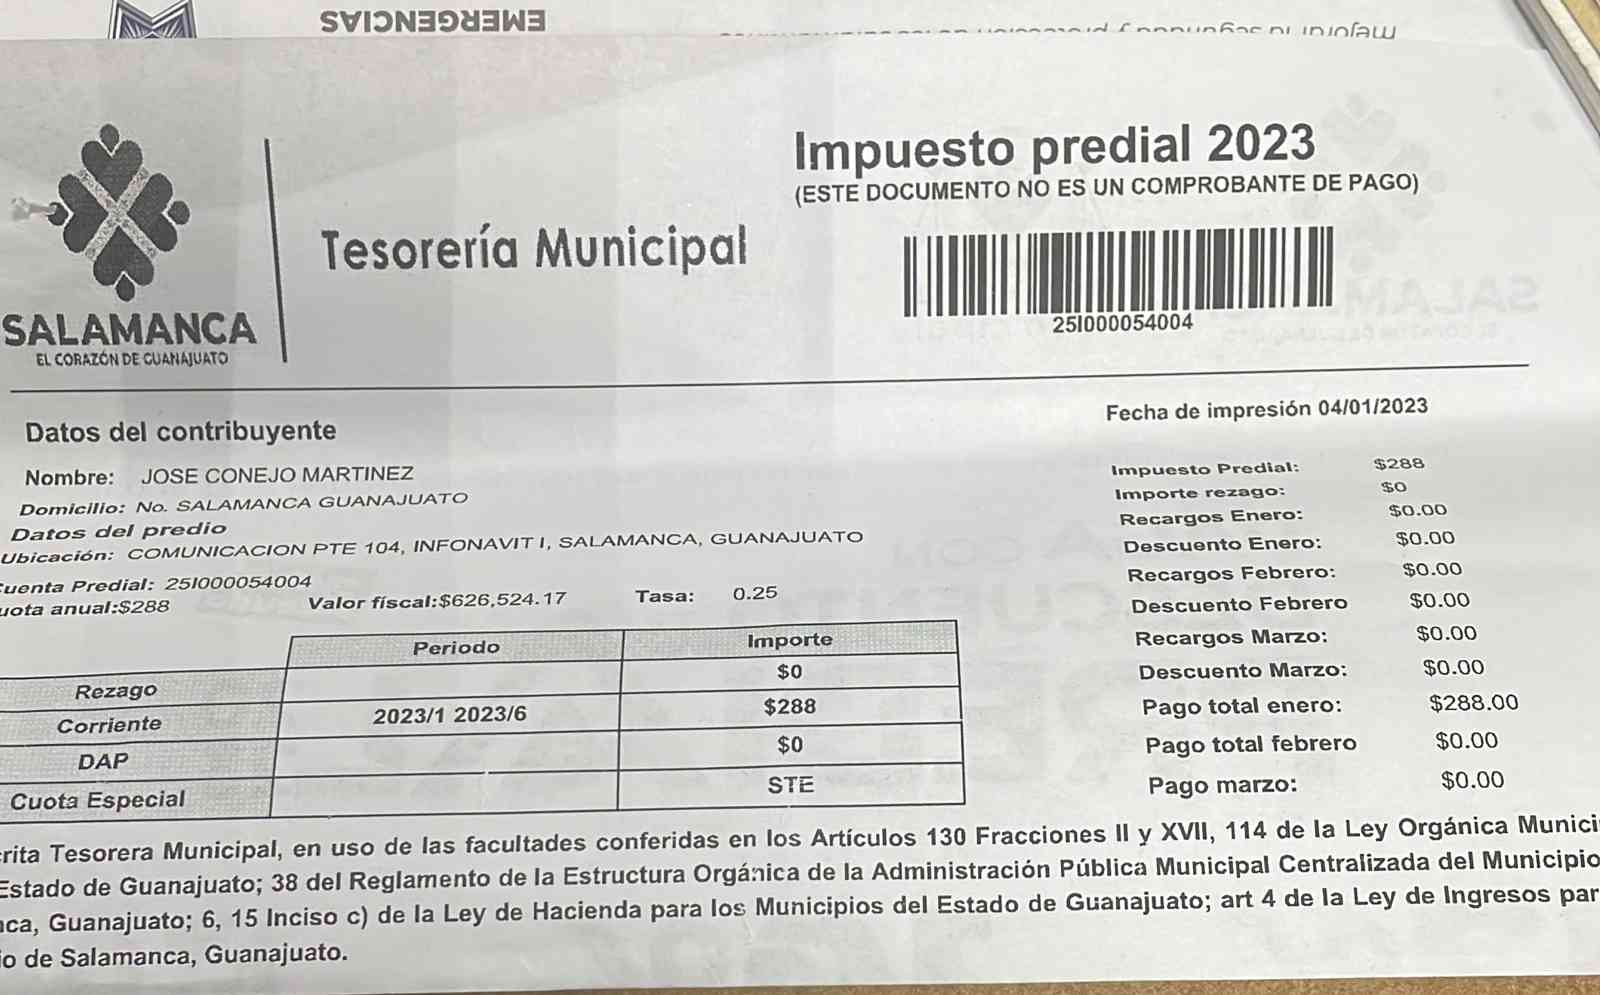 EMERGENCIAS
Impuesto predial 2023
(ESTE DOCUMENTO NO ES UN COMPROBANTE DE PAGO)
Tesorería Municipal
25I000054004
SALAMANCA
EL CORAZÓN DE GUANAJUATO
Fecha de impresión 04/01/2023
Datos del contribuyente
Nombre: JOSE CONEJO MARTINEZ
Domicilio: No. SALAMANCA GUANAJUATO
Datos del predio
Ubicación: COMUNICACION PTE 104, INFONAVIT I, SALAMANCA, GUANAJUATO
uenta Predial: 25I000054004
uota anual:$288 Valor fiscal:$626,524.17 Tasa: 0.25
Periodo Importe
Rezago $0
Corriente 2023/1 2023/6 $288
DAP $0
Cuota Especial STE
Impuesto Predial: $288
Importe rezago: $0
Recargos Enero: $0.00
Descuento Enero: $0.00
Recargos Febrero: $0.00
Descuento Febrero $0.00
Recargos Marzo: $0.00
Descuento Marzo: $0.00
Pago total enero: $288.00
Pago total febrero $0.00
Pago marzo: $0.00
crita Tesorera Municipal, en uso de las facultades conferidas en los Artículos 130 Fracciones II y XVII, 114 de la Ley Orgánica Munici
Estado de Guanajuato; 38 del Reglamento de la Estructura Orgánica de la Administración Pública Municipal Centralizada del Municipio
nca, Guanajuato; 6, 15 Inciso c) de la Ley de Hacienda para los Municipios del Estado de Guanajuato; art 4 de la Ley de Ingresos par
io de Salamanca, Guanajuato.